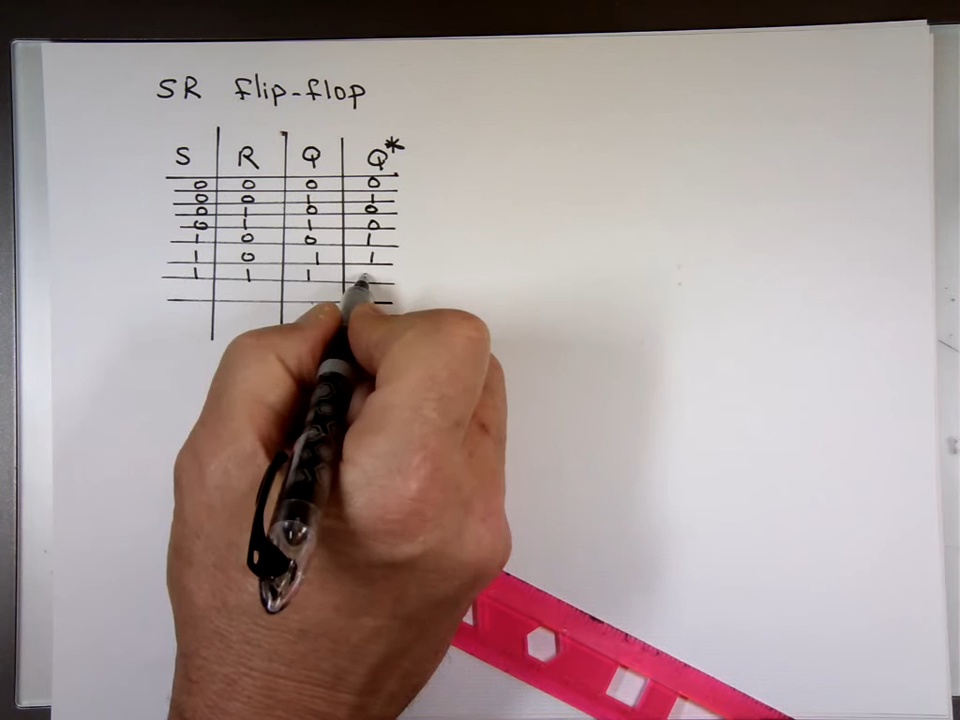 SR flip-flop
S R Q Q*
0 0 0 0
0 0 1 1
0 1 0 0
0 1 1 0
1 0 0 1
1 0 1 1
1 1 1